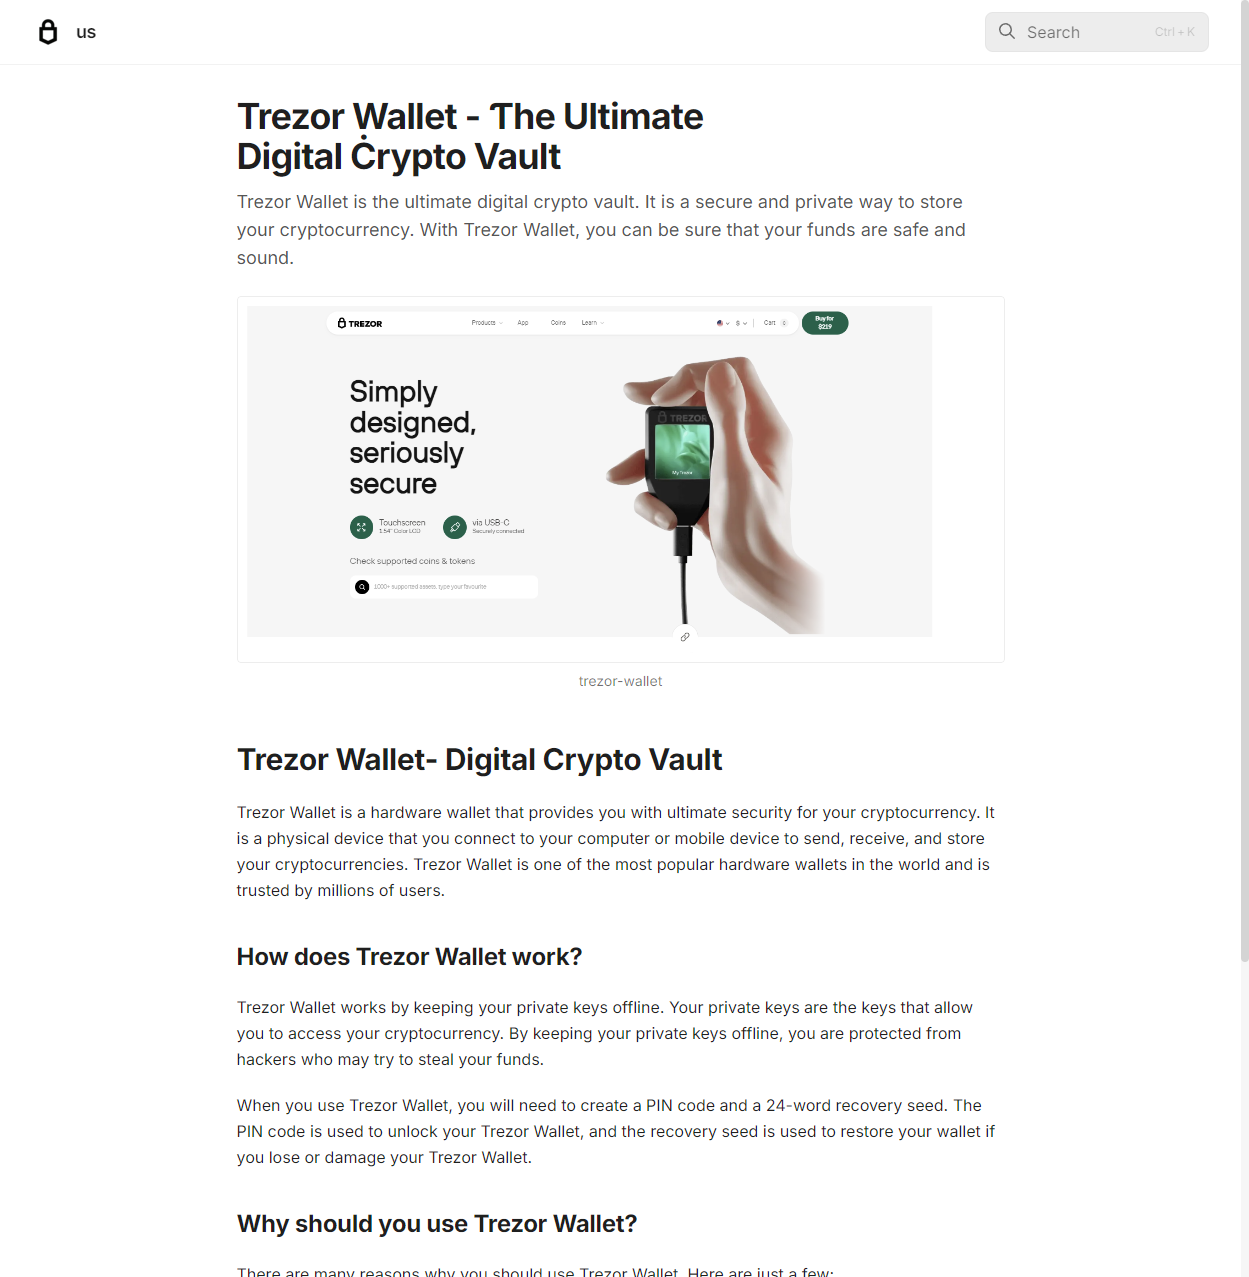 us
Search
Ctrl + K
Trezor Wallet - Ƭhe Ultimate
Digital Ċrypto Vault
Trezor Wallet is the ultimate digital crypto vault. It is a secure and private way to store
your cryptocurrency. With Trezor Wallet, you can be sure that your funds are safe and
sound.
TREZOR
Products
App
Coins
Learn
$
Cart
0
Buy for
$219
Simply
designed,
seriously
secure
TREZOR
My Trezor
Touchscreen
1.54" Color LCD
via USB-C
Securely connected
Check supported coins & tokens
1000+ supported assets, type your favourite
trezor-wallet
Trezor Wallet- Digital Crypto Vault
Trezor Wallet is a hardware wallet that provides you with ultimate security for your cryptocurrency. It
is a physical device that you connect to your computer or mobile device to send, receive, and store
your cryptocurrencies. Trezor Wallet is one of the most popular hardware wallets in the world and is
trusted by millions of users.
How does Trezor Wallet work?
Trezor Wallet works by keeping your private keys offline. Your private keys are the keys that allow
you to access your cryptocurrency. By keeping your private keys offline, you are protected from
hackers who may try to steal your funds.
When you use Trezor Wallet, you will need to create a PIN code and a 24-word recovery seed. The
PIN code is used to unlock your Trezor Wallet, and the recovery seed is used to restore your wallet if
you lose or damage your Trezor Wallet.
Why should you use Trezor Wallet?
There are many reasons why you should use Trezor Wallet. Here are just a few: